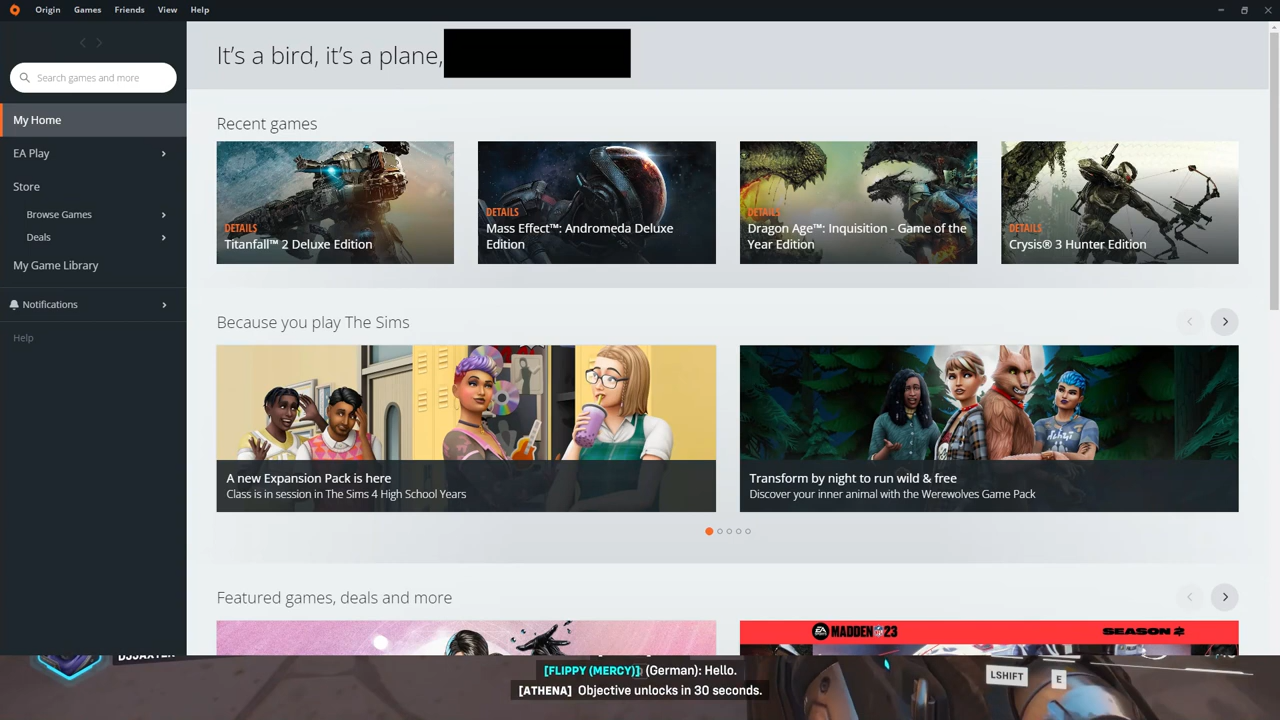 Origin Games Friends View Help
It's a bird, it's a plane,
Search games and more
My Home
EA Play
Store
Browse Games
Deals
My Game Library
Notifications
Help
Recent games
DETAILS
Titanfall™ 2 Deluxe Edition
DETAILS
Mass Effect™: Andromeda Deluxe
Edition
DETAILS
Dragon Age™: Inquisition - Game of the
Year Edition
DETAILS
Crysis® 3 Hunter Edition
Because you play The Sims
A new Expansion Pack is here
Class is in session in The Sims 4 High School Years
Transform by night to run wild & free
Discover your inner animal with the Werewolves Game Pack
Featured games, deals and more
EA SPORTS MADDEN NFL 23
SEASON 2
[FLIPPY (MERCY)] (German): Hello.
[ATHENA] Objective unlocks in 30 seconds.
LSHIFT
E